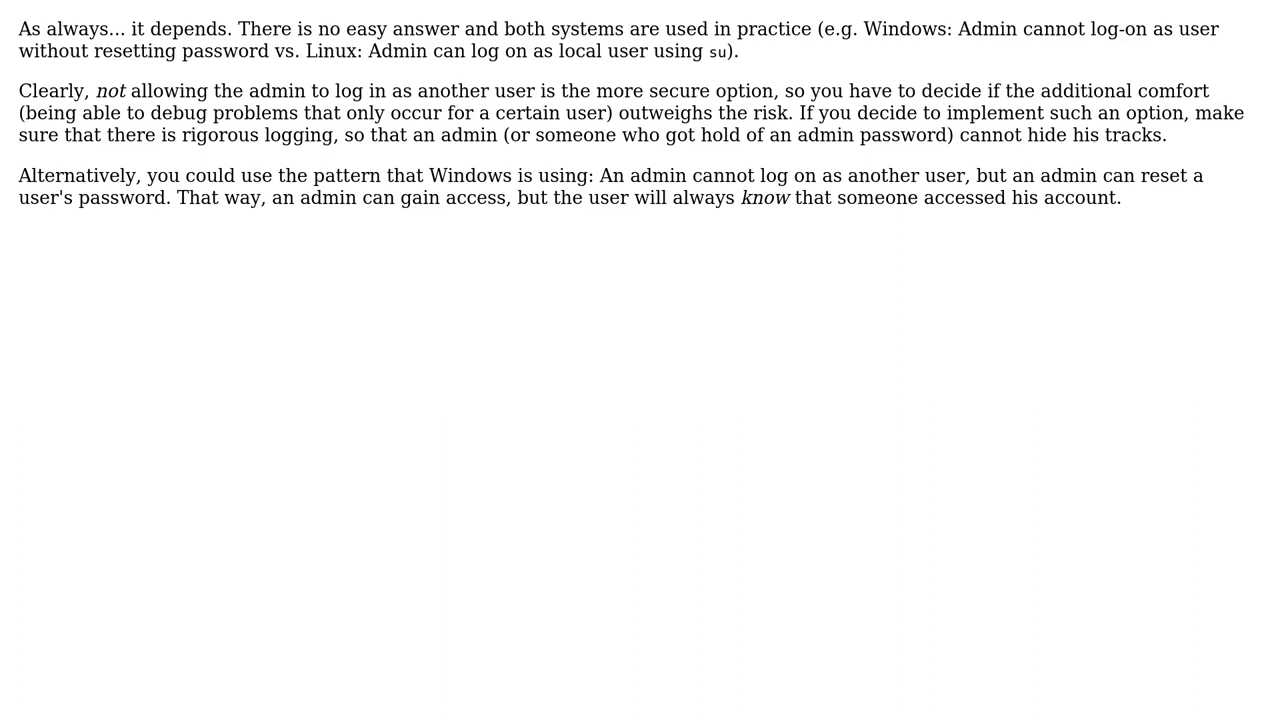 As always... it depends. There is no easy answer and both systems are used in practice (e.g. Windows: Admin cannot log-on as user
without resetting password vs. Linux: Admin can log on as local user using su).
Clearly, not allowing the admin to log in as another user is the more secure option, so you have to decide if the additional comfort
(being able to debug problems that only occur for a certain user) outweighs the risk. If you decide to implement such an option, make
sure that there is rigorous logging, so that an admin (or someone who got hold of an admin password) cannot hide his tracks.
Alternatively, you could use the pattern that Windows is using: An admin cannot log on as another user, but an admin can reset a
user's password. That way, an admin can gain access, but the user will always know that someone accessed his account.